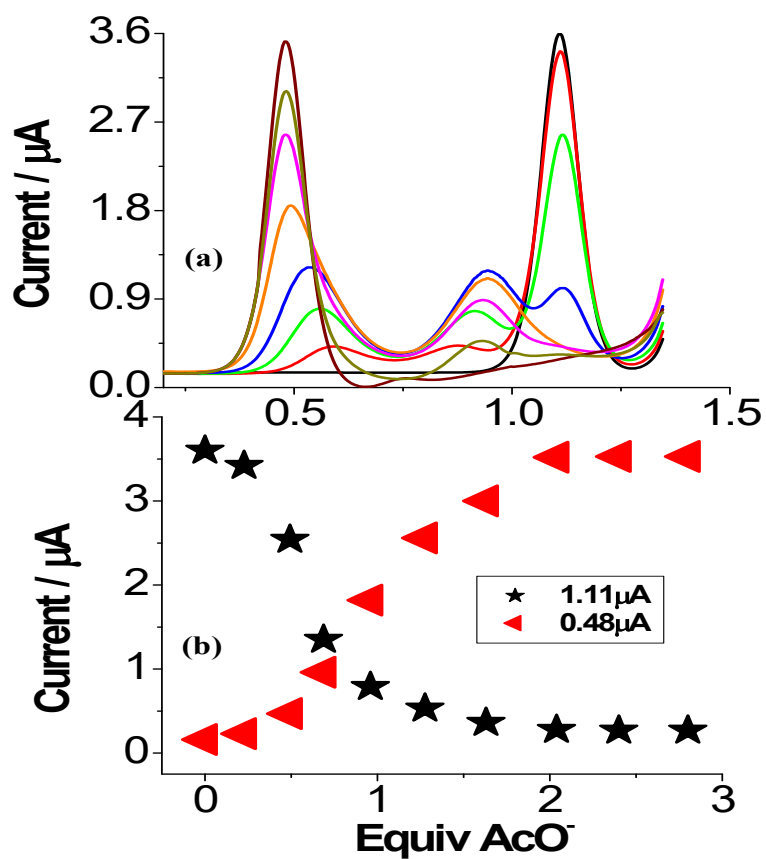 3.6
2.7
1.8
0.9
0.0
Current / μA
(a)
0.5 1.0 1.5
4
3
2
1
0
Current / μA
(b)
1.11μA
0.48μA
0 1 2 3
Equiv AcO⁻